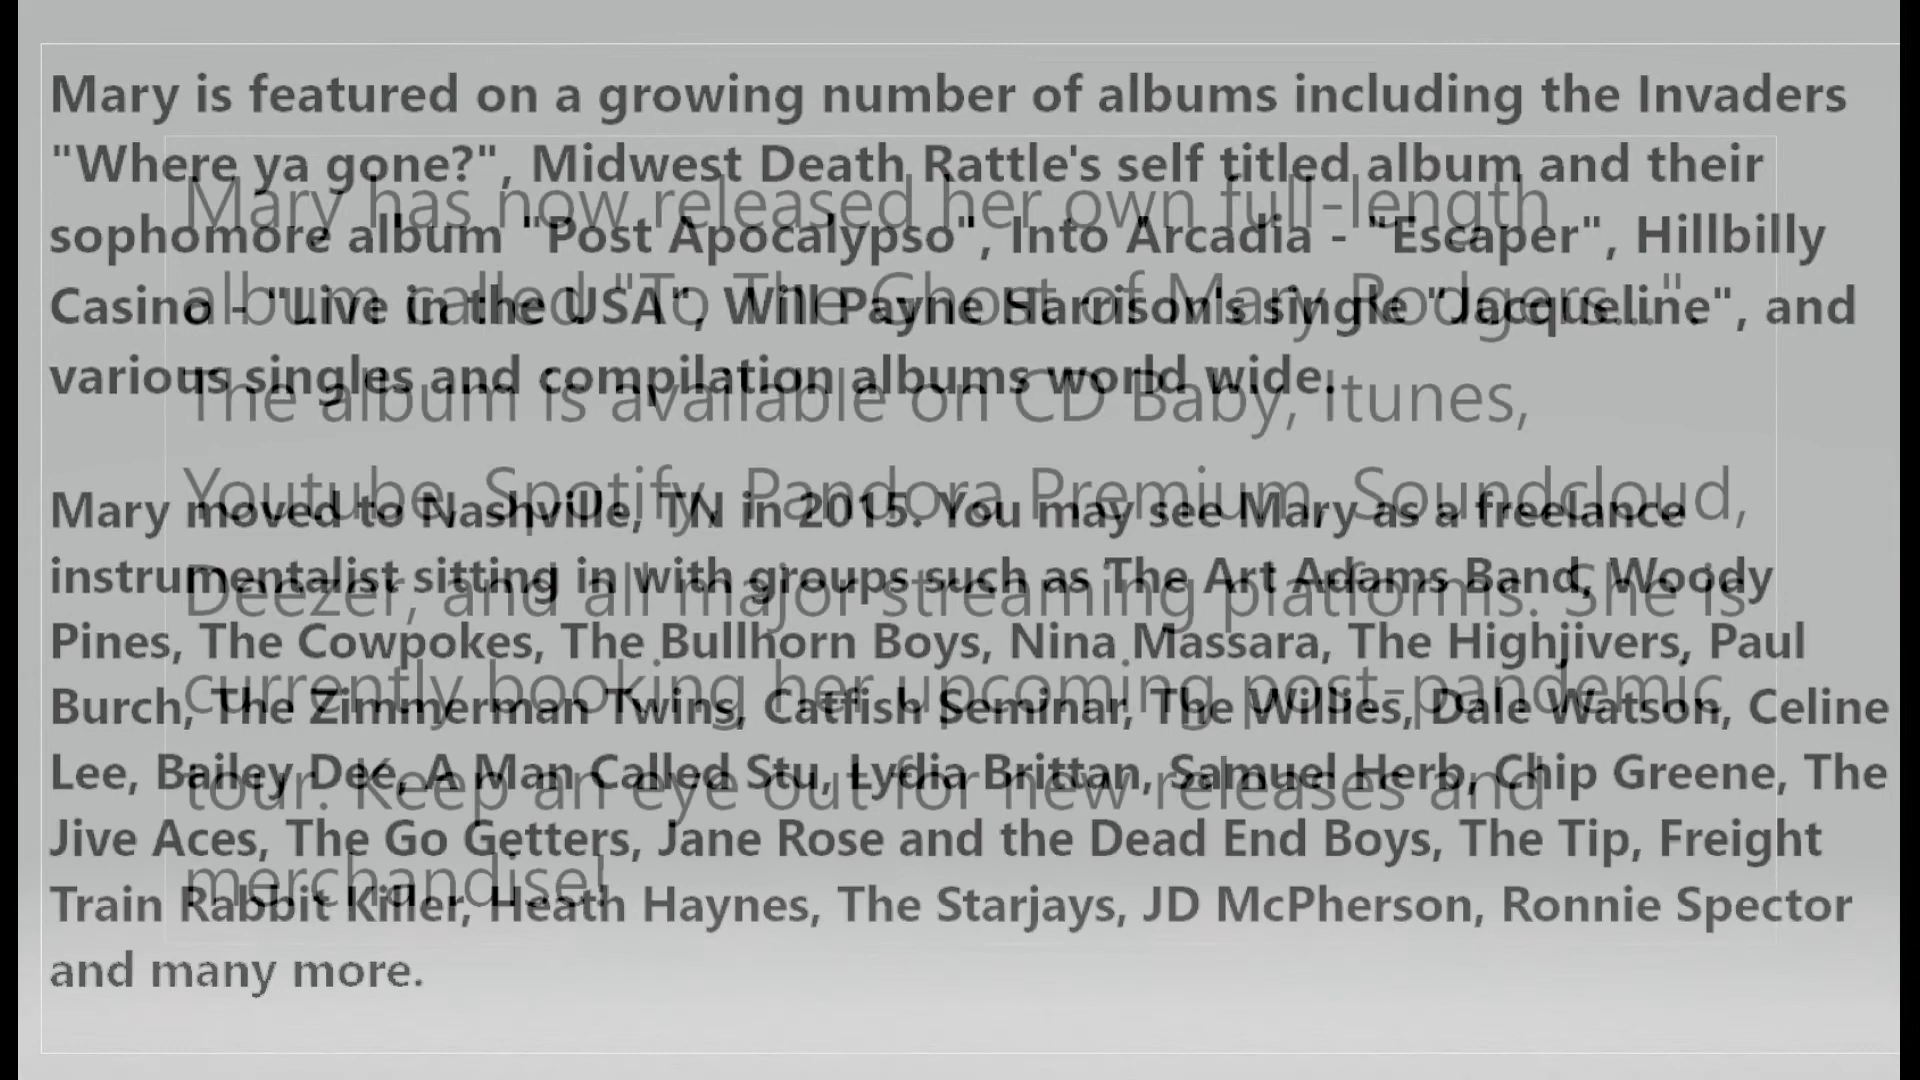 Mary is featured on a growing number of albums including the Invaders
"Where ya gone?", Midwest Death Rattle's self titled album and their
sophomore album "Post Apocalypso", Into Arcadia - "Escaper", Hillbilly
Casino - "Live in the USA", Will Payne Harrison's single "Jacqueline", and
various singles and compilation albums world wide.
Mary moved to Nashville, TN in 2015. You may see Mary as a freelance
instrumentalist sitting in with groups such as The Art Adams Band, Woody
Pines, The Cowpokes, The Bullhorn Boys, Nina Massara, The Highjivers, Paul
Burch, The Zimmerman Twins, Catfish Seminar, The Willies, Dale Watson, Celine
Lee, Bailey Dee, A Man Called Stu, Lydia Brittan, Samuel Herb, Chip Greene, The
Jive Aces, The Go Getters, Jane Rose and the Dead End Boys, The Tip, Freight
Train Rabbit Killer, Heath Haynes, The Starjays, JD McPherson, Ronnie Spector
and many more.
Mary has now released her own full-length
album called "To The Ghost of Mary Rodgers...".
The album is available on CD Baby, Itunes,
Youtube, Spotify, Pandora Premium, Soundcloud,
Deezer, and all major streaming platforms. She is
currently booking her upcoming post-pandemic
tour. Keep an eye out for new releases and
merchandise!